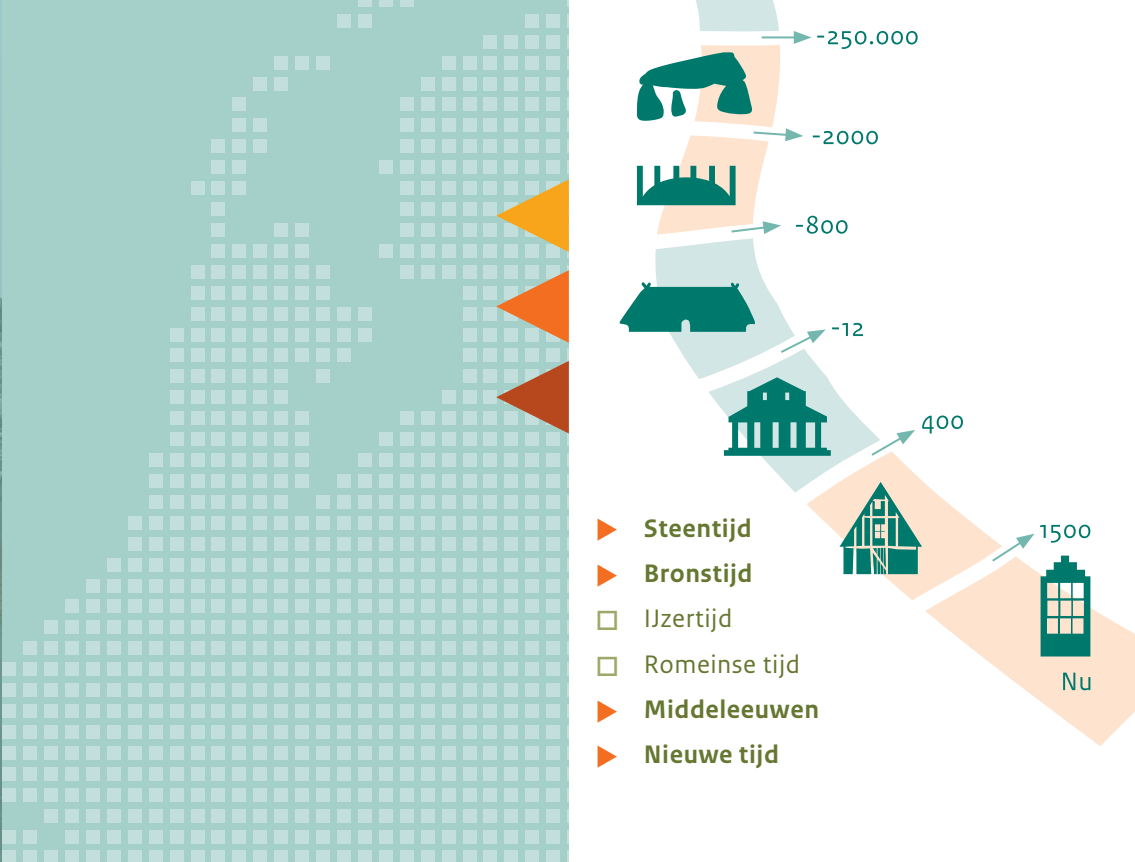 -250.000
-2000
-800
-12
400
1500
Nu
Steentijd
Bronstijd
IJzertijd
Romeinse tijd
Middeleeuwen
Nieuwe tijd